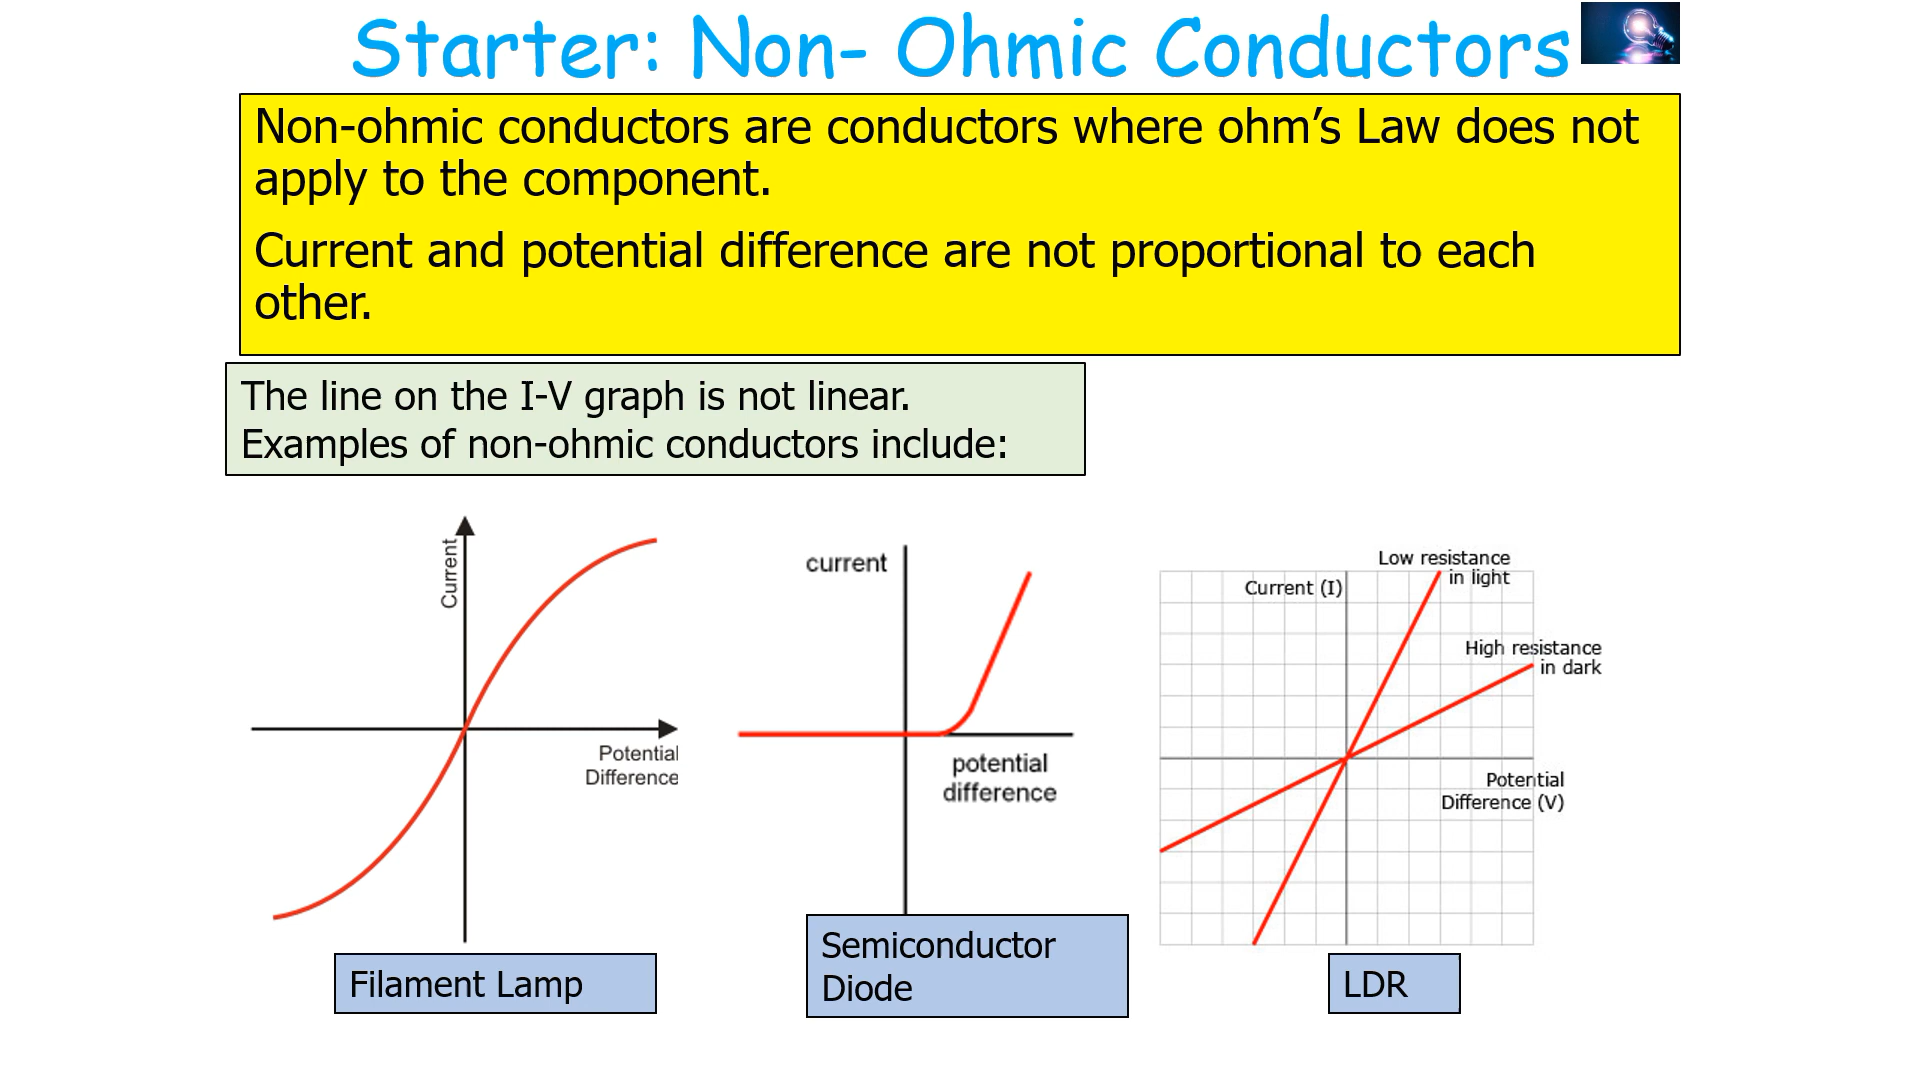 Starter: Non- Ohmic Conductors
Non-ohmic conductors are conductors where ohm’s Law does not
apply to the component.
Current and potential difference are not proportional to each
other.
The line on the I-V graph is not linear.
Examples of non-ohmic conductors include:
Current
Potential
Difference
Filament Lamp
current
potential
difference
Semiconductor
Diode
Low resistance
in light
Current (I)
High resistance
in dark
Potential
Difference (V)
LDR